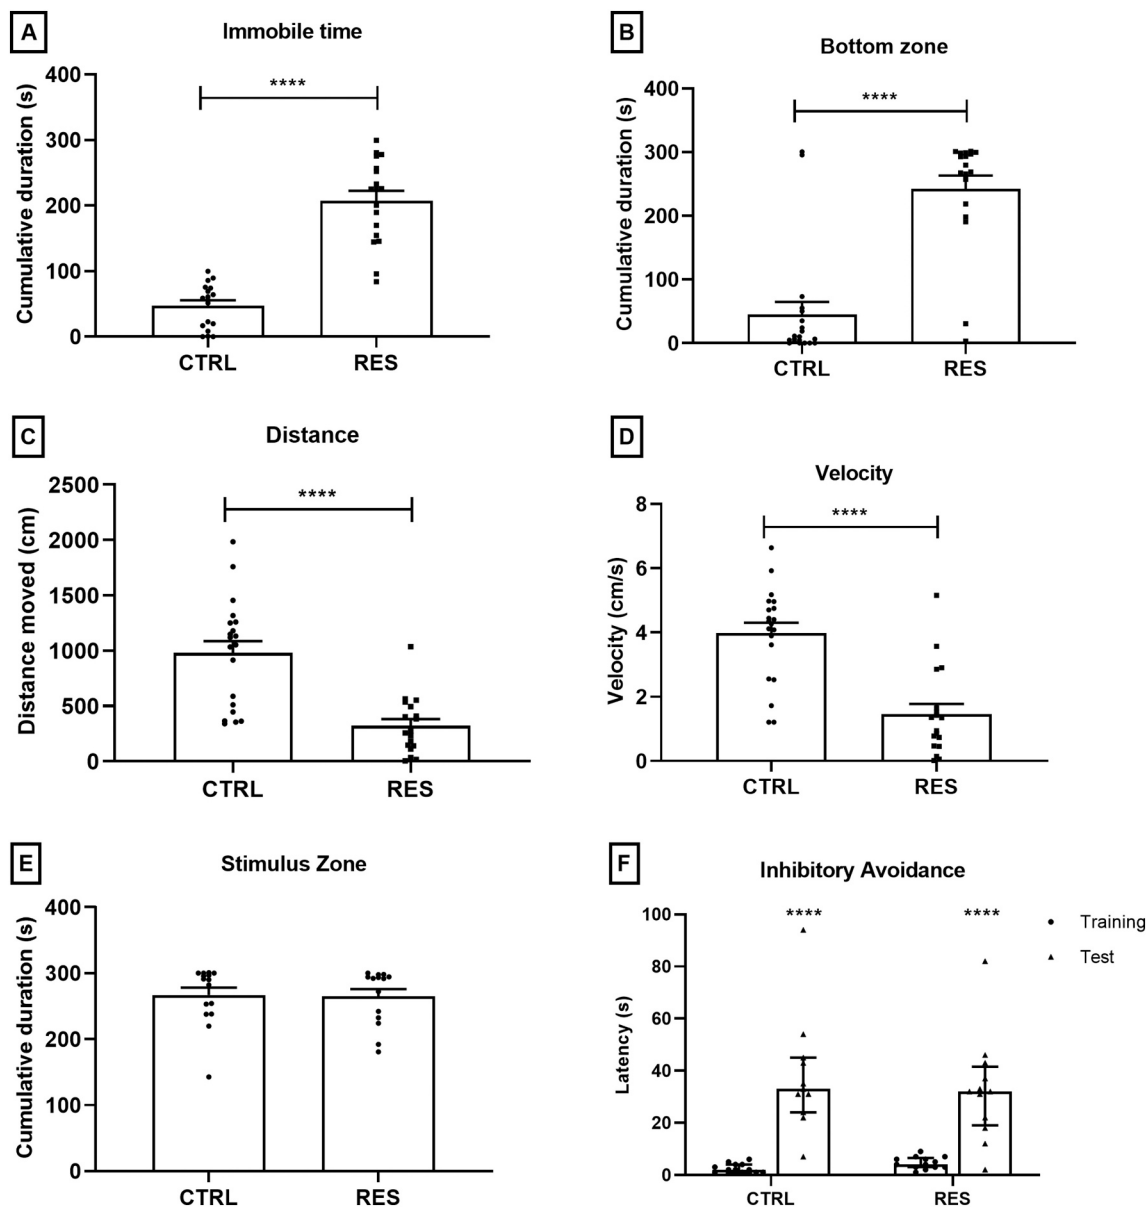 A
Immobile time
Cumulative duration (s)
400
300
200
100
0
****
CTRL
RES
B
Bottom zone
Cumulative duration (s)
400
300
200
100
0
****
CTRL
RES
C
Distance
Distance moved (cm)
2500
2000
1500
1000
500
0
****
CTRL
RES
D
Velocity
Velocity (cm/s)
8
6
4
2
0
****
CTRL
RES
E
Stimulus Zone
Cumulative duration (s)
400
300
200
100
0
CTRL
RES
F
Inhibitory Avoidance
Latency (s)
100
80
60
40
20
0
****
****
CTRL
RES
Training
Test